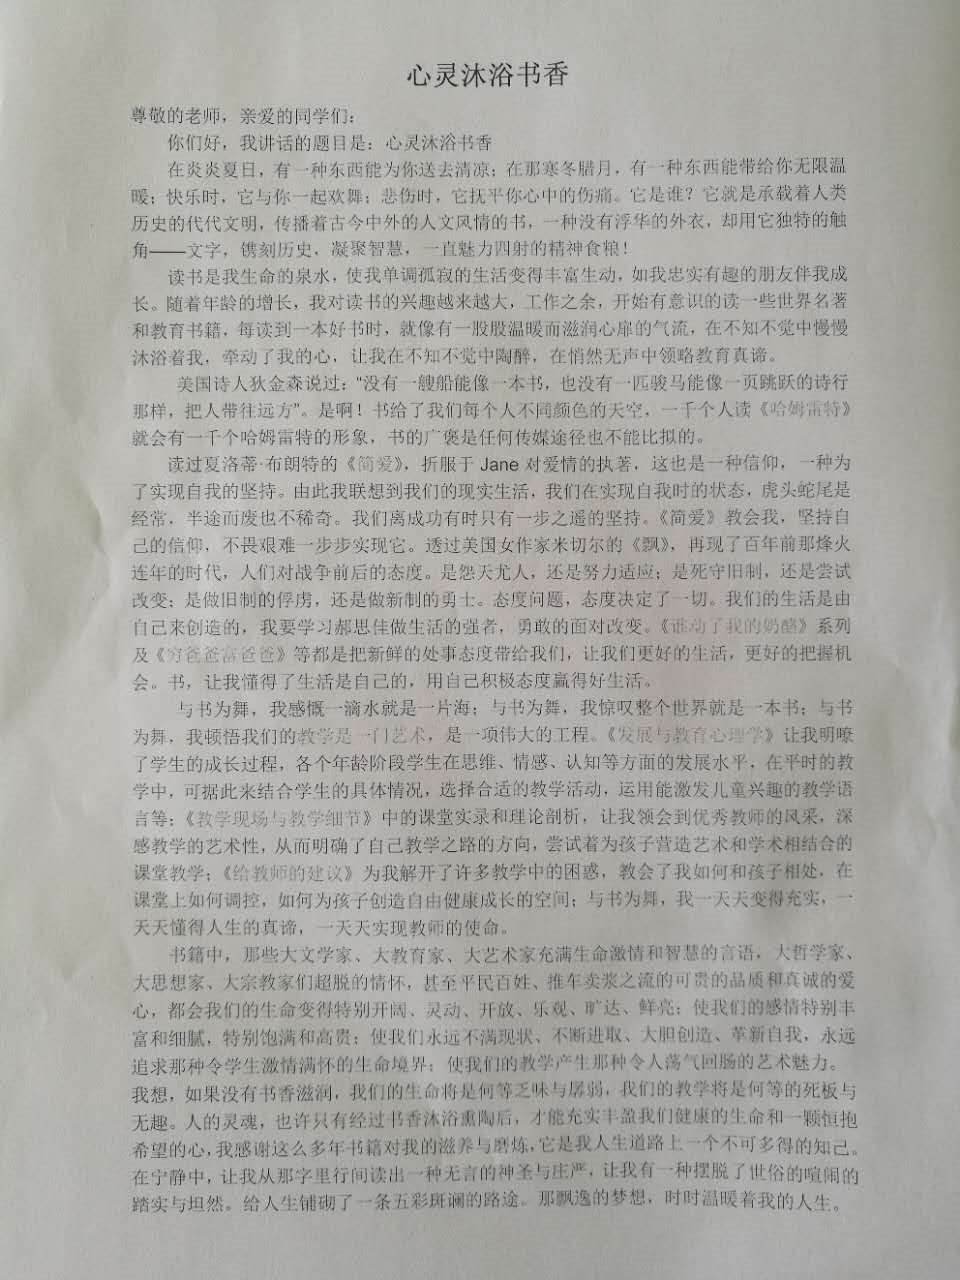 心灵沐浴书香
尊敬的老师，亲爱的同学们：
你们好，我讲话的题目是：心灵沐浴书香
在炎炎夏日，有一种东西能为你送去清凉；在那寒冬腊月，有一种东西能带给你无限温
暖；快乐时，它与你一起欢舞；悲伤时，它抚平你心中的伤痛。它是谁？它就是承载着人类
历史的代代文明，传播着古今中外的人文风情的书，一种没有浮华的外衣，却用它独特的触
角——文字，镌刻历史，凝聚智慧，一直魅力四射的精神食粮！
读书是我生命的泉水，使我单调孤寂的生活变得丰富生动，如我忠实有趣的朋友伴我成
长。随着年龄的增长，我对读书的兴趣越来越大，工作之余，开始有意识的读一些世界名著
和教育书籍，每读到一本好书时，就像有一股股温暖而滋润心扉的气流，在不知不觉中慢慢
沐浴着我，牵动了我的心，让我在不知不觉中陶醉，在悄然无声中领略教育真谛。
美国诗人狄金森说过：“没有一艘船能像一本书，也没有一匹骏马能像一页跳跃的诗行
那样，把人带往远方”。是啊！书给了我们每个人不同颜色的天空，一千个人读《哈姆雷特》
就会有一千个哈姆雷特的形象，书的广褒是任何传媒途径也不能比拟的。
读过夏洛蒂·布朗特的《简爱》，折服于 Jane 对爱情的执著，这也是一种信仰，一种为
了实现自我的坚持。由此我联想到我们的现实生活，我们在实现自我时的状态，虎头蛇尾是
经常，半途而废也不稀奇。我们离成功有时只有一步之遥的坚持。《简爱》教会我，坚持自
己的信仰，不畏艰难一步步实现它。透过美国女作家米切尔的《飘》，再现了百年前那烽火
连年的时代，人们对战争前后的态度。是怨天尤人，还是努力适应；是死守旧制，还是尝试
改变；是做旧制的俘虏，还是做新制的勇士。态度问题，态度决定了一切。我们的生活是由
自己来创造的，我要学习郝思佳做生活的强者，勇敢的面对改变。《谁动了我的奶酪》系列
及《穷爸爸富爸爸》等都是把新鲜的处事态度带给我们，让我们更好的生活，更好的把握机
会。书，让我懂得了生活是自己的，用自己积极态度赢得好生活。
与书为舞，我感慨一滴水就是一片海；与书为舞，我惊叹整个世界就是一本书；与书
为舞，我顿悟我们的教学是一门艺术，是一项伟大的工程。《发展与教育心理学》让我明嘹
了学生的成长过程，各个年龄阶段学生在思维、情感、认知等方面的发展水平，在平时的教
学中，可据此来结合学生的具体情况，选择合适的教学活动，运用能激发儿童兴趣的教学语
言等；《教学现场与教学细节》中的课堂实录和理论剖析，让我领会到优秀教师的风采，深
感教学的艺术性，从而明确了自己教学之路的方向，尝试着为孩子营造艺术和学术相结合的
课堂教学；《给教师的建议》为我解开了许多教学中的困惑，教会了我如何和孩子相处，在
课堂上如何调控，如何为孩子创造自由健康成长的空间；与书为舞，我一天天变得充实，一
天天懂得人生的真谛，一天天实现教师的使命。
书籍中，那些大文学家、大教育家、大艺术家充满生命激情和智慧的言语，大哲学家、
大思想家、大宗教家们超脱的情怀，甚至平民百姓、推车卖浆之流的可贵的品质和真诚的爱
心，都会我们的生命变得特别开阔、灵动、开放、乐观、旷达、鲜亮；使我们的感情特别丰
富和细腻，特别饱满和高贵；使我们永远不满现状、不断进取、大胆创造、革新自我，永远
追求那种令学生激情满怀的生命境界；使我们的教学产生那种令人荡气回肠的艺术魅力。
我想，如果没有书香滋润，我们的生命将是何等乏味与孱弱，我们的教学将是何等的死板与
无趣。人的灵魂，也许只有经过书香沐浴熏陶后，才能充实丰盈我们健康的生命和一颗恒抱
希望的心，我感谢这么多年书籍对我的滋养与磨炼，它是我人生道路上一个不可多得的知己。
在宁静中，让我从那字里行间读出一种无言的神圣与庄严，让我有一种摆脱了世俗的喧闹的
踏实与坦然。给人生铺砌了一条五彩斑谰的路途。那飘逸的梦想，时时温暖着我的人生。